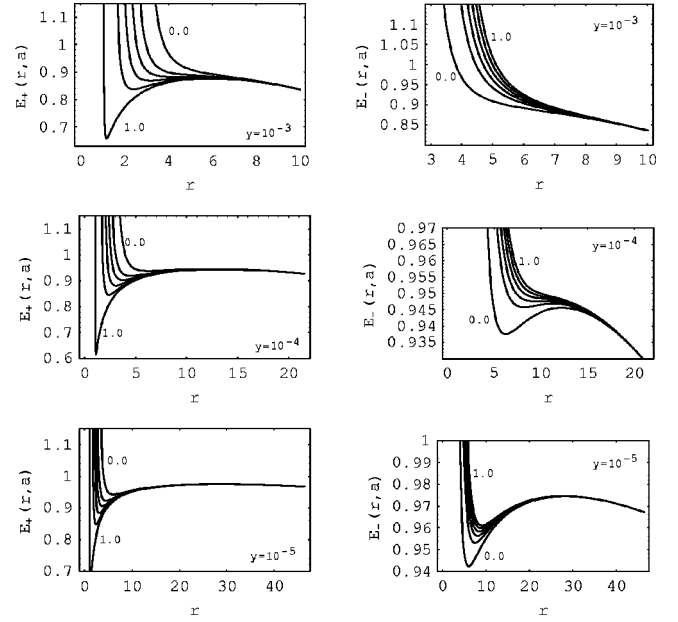 E₊(r,a)
1.1
1
0.9
0.8
0.7
0.0
1.0
y=10⁻³
2 4 6 8 10
r
E₋(r,a)
1.1
1.05
1
0.95
0.9
0.85
1.0
0.0
y=10⁻³
3 4 5 6 7 8 9 10
r
E₊(r,a)
1.1
1
0.9
0.8
0.7
0.6
0.0
1.0
y=10⁻⁴
0 5 10 15 20
r
E₋(r,a)
0.97
0.965
0.96
0.955
0.95
0.945
0.94
0.935
1.0
0.0
y=10⁻⁴
0 5 10 15 20
r
E₊(r,a)
1.1
1
0.9
0.8
0.7
0.0
1.0
y=10⁻⁵
0 10 20 30 40
r
E₋(r,a)
1
0.99
0.98
0.97
0.96
0.95
0.94
1.0
0.0
y=10⁻⁵
0 10 20 30 40
r